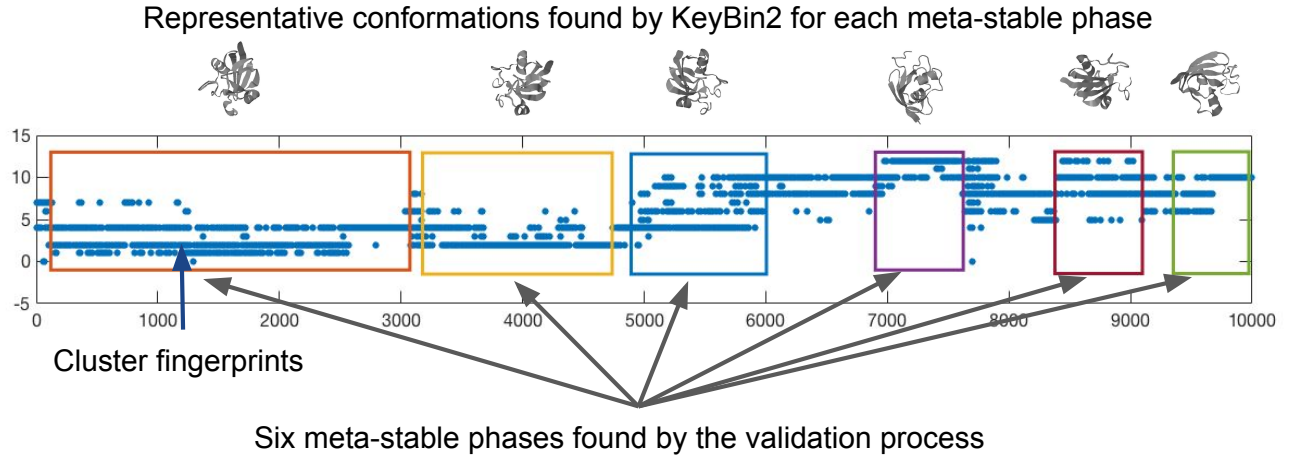 Representative conformations found by KeyBin2 for each meta-stable phase
15
10
5
0
-5
0 1000 2000 3000 4000 5000 6000 7000 8000 9000 10000
Cluster fingerprints
Six meta-stable phases found by the validation process